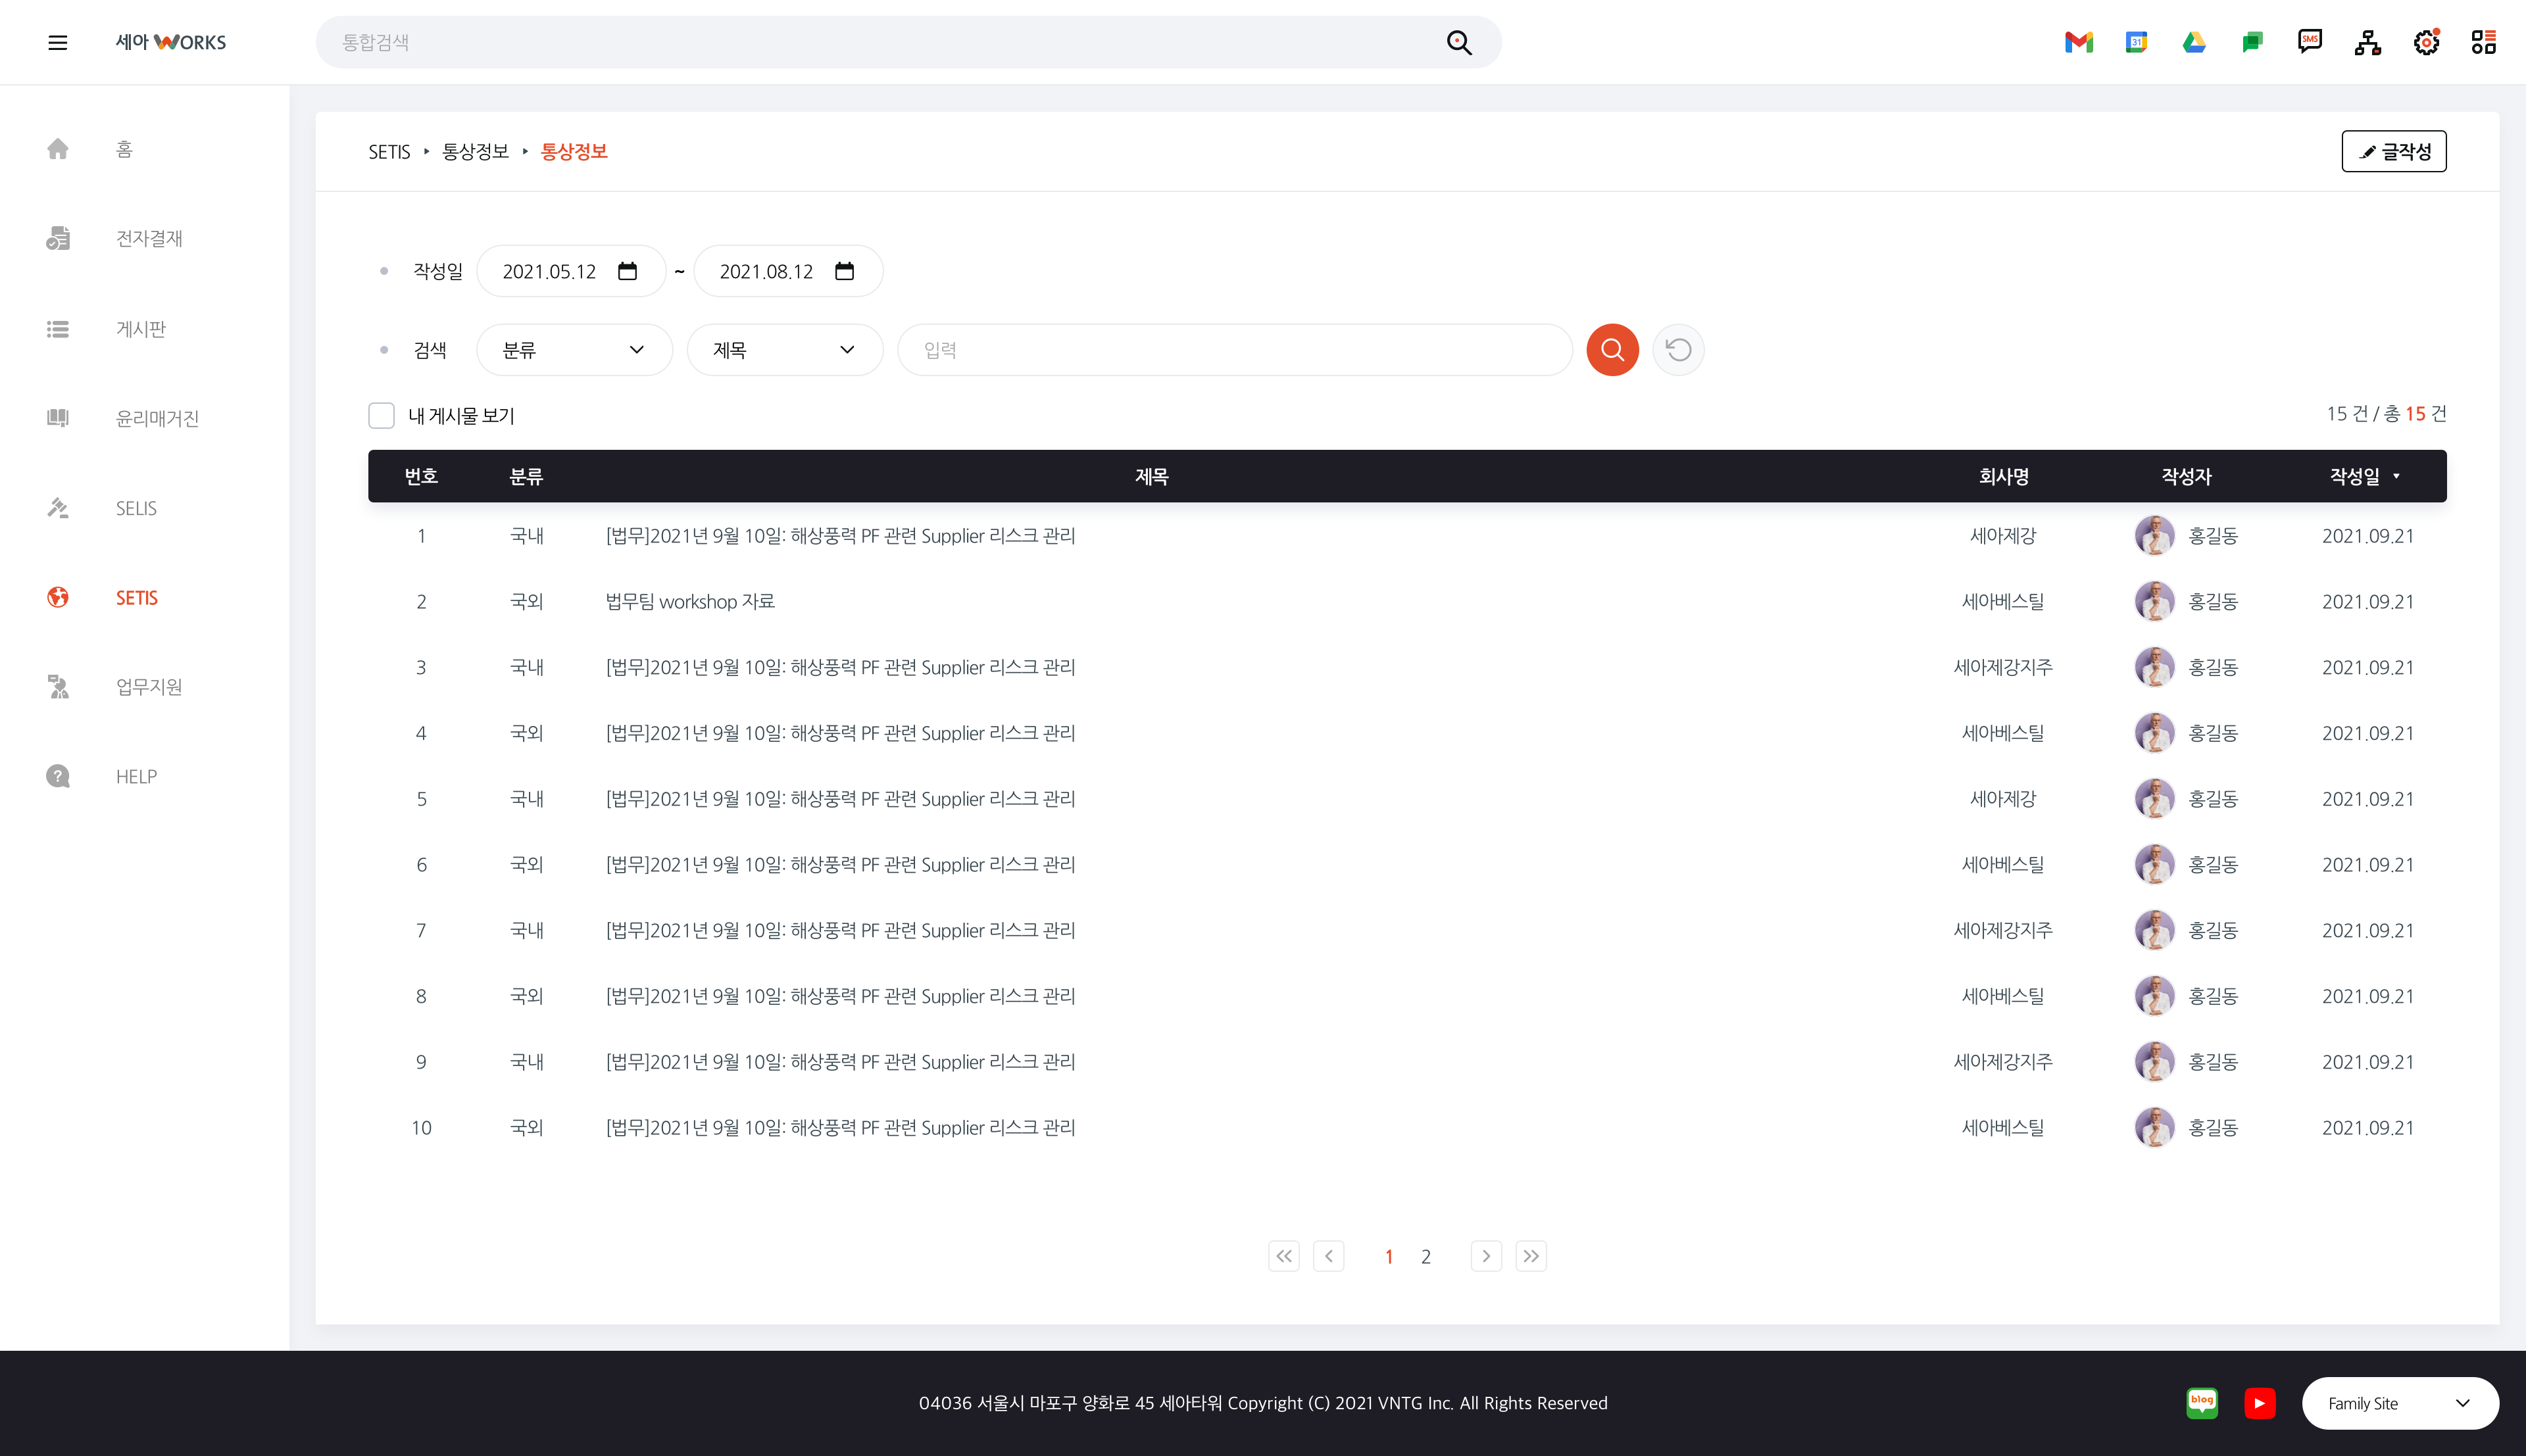 세아 WORKS
통합검색
31
SMS
홈
전자결재
게시판
윤리매거진
SELIS
SETIS
업무지원
HELP
SETIS 통상정보 통상정보
글작성
작성일 2021.05.12 ~ 2021.08.12
검색 분류 제목 입력
내 게시물 보기
15 건 / 총 15 건
번호 분류 제목 회사명 작성자 작성일
1 국내 [법무]2021년 9월 10일: 해상풍력 PF 관련 Supplier 리스크 관리 세아제강 홍길동 2021.09.21
2 국외 법무팀 workshop 자료 세아베스틸 홍길동 2021.09.21
3 국내 [법무]2021년 9월 10일: 해상풍력 PF 관련 Supplier 리스크 관리 세아제강지주 홍길동 2021.09.21
4 국외 [법무]2021년 9월 10일: 해상풍력 PF 관련 Supplier 리스크 관리 세아베스틸 홍길동 2021.09.21
5 국내 [법무]2021년 9월 10일: 해상풍력 PF 관련 Supplier 리스크 관리 세아제강 홍길동 2021.09.21
6 국외 [법무]2021년 9월 10일: 해상풍력 PF 관련 Supplier 리스크 관리 세아베스틸 홍길동 2021.09.21
7 국내 [법무]2021년 9월 10일: 해상풍력 PF 관련 Supplier 리스크 관리 세아제강지주 홍길동 2021.09.21
8 국외 [법무]2021년 9월 10일: 해상풍력 PF 관련 Supplier 리스크 관리 세아베스틸 홍길동 2021.09.21
9 국내 [법무]2021년 9월 10일: 해상풍력 PF 관련 Supplier 리스크 관리 세아제강지주 홍길동 2021.09.21
10 국외 [법무]2021년 9월 10일: 해상풍력 PF 관련 Supplier 리스크 관리 세아베스틸 홍길동 2021.09.21
1 2
04036 서울시 마포구 양화로 45 세아타워 Copyright (C) 2021 VNTG Inc. All Rights Reserved
blog
Family Site